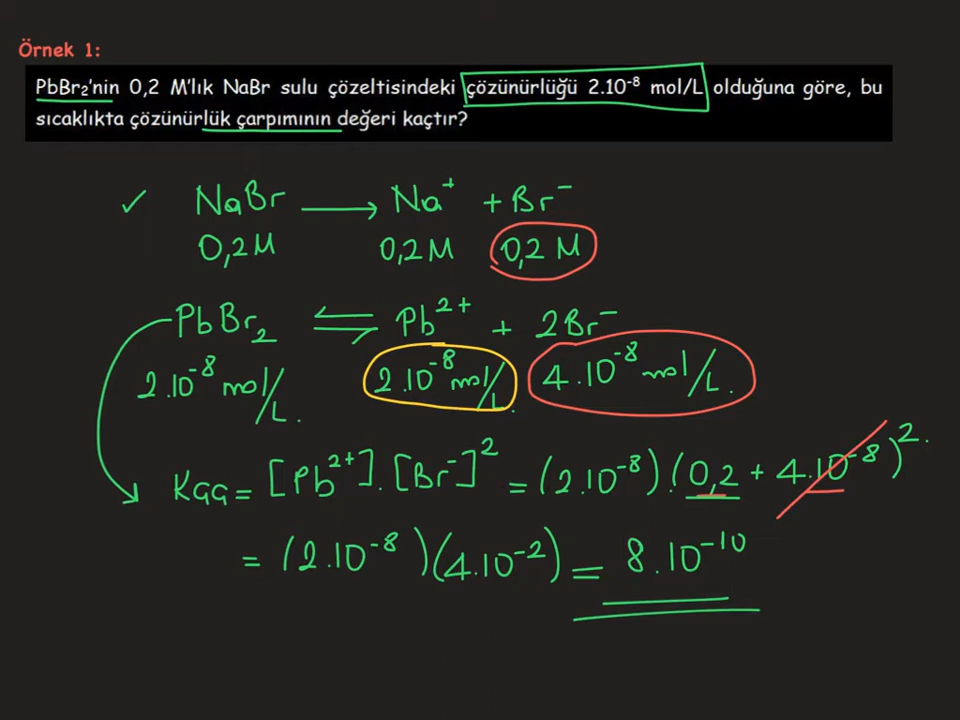 Örnek 1:
PbBr₂'nin 0,2 M'lık NaBr sulu çözeltisindeki çözünürlüğü 2.10⁻⁸ mol/L olduğuna göre, bu
sıcaklıkta çözünürlük çarpımının değeri kaçtır?
✓ NaBr ⟶ Na⁺ + Br⁻
0,2M 0,2M 0,2 M
PbBr₂ ⇌ Pb²⁺ + 2Br⁻
2.10⁻⁸ mol/L. 2.10⁻⁸ mol/L. 4.10⁻⁸ mol/L.
KGG = [Pb²⁺].[Br⁻]² = (2.10⁻⁸).(0,2 + 4.10⁻⁸)².
= (2.10⁻⁸)(4.10⁻²) = 8.10⁻¹⁰